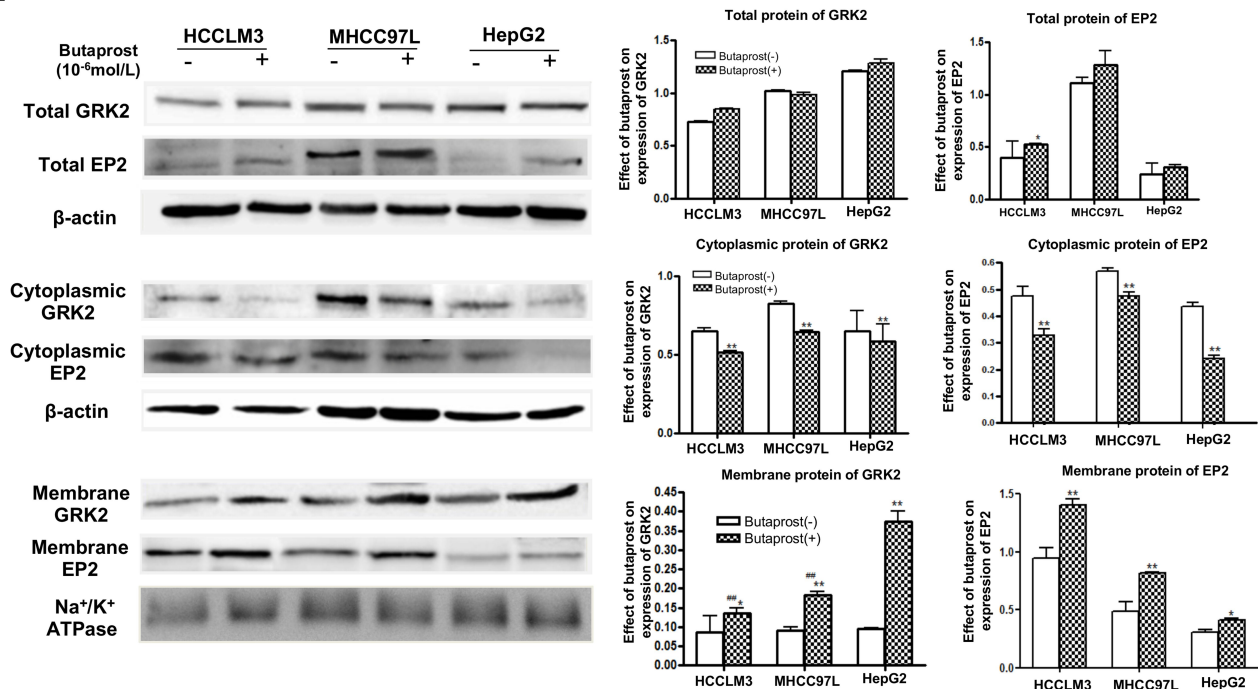 HCCLM3 MHCC97L HepG2
Butaprost
(10⁻⁶mol/L)
- + - + - +
Total GRK2
Total EP2
β-actin
Cytoplasmic
GRK2
Cytoplasmic
EP2
β-actin
Membrane
GRK2
Membrane
EP2
Na⁺/K⁺
ATPase
Total protein of GRK2
Effect of butaprost on
expression of GRK2
1.5
1.0
0.5
0.0
Butaprost(-)
Butaprost(+)
HCCLM3 MHCC97L HepG2
Total protein of EP2
Effect of butaprost on
expression of EP2
1.5
1.0
0.5
0.0
*
HCCLM3 MHCC97L HepG2
Cytoplasmic protein of GRK2
Effect of butaprost on
expression of GRK2
1.0
0.5
0.0
Butaprost(-)
Butaprost(+)
** ** **
HCCLM3 MHCC97L HepG2
Cytoplasmic protein of EP2
Effect of butaprost on
expression of EP2
0.6
0.5
0.4
0.3
0.2
0.1
0.0
** ** **
HCCLM3 MHCC97L HepG2
Membrane protein of GRK2
Effect of butaprost on
expression of GRK2
0.45
0.40
0.35
0.30
0.25
0.20
0.15
0.10
0.05
0.00
Butaprost(-)
Butaprost(+)
## * ## ** **
HCCLM3 MHCC97L HepG2
Membrane protein of EP2
Effect of butaprost on
expression of EP2
1.5
1.0
0.5
0.0
** ** *
HCCLM3 MHCC97L HepG2